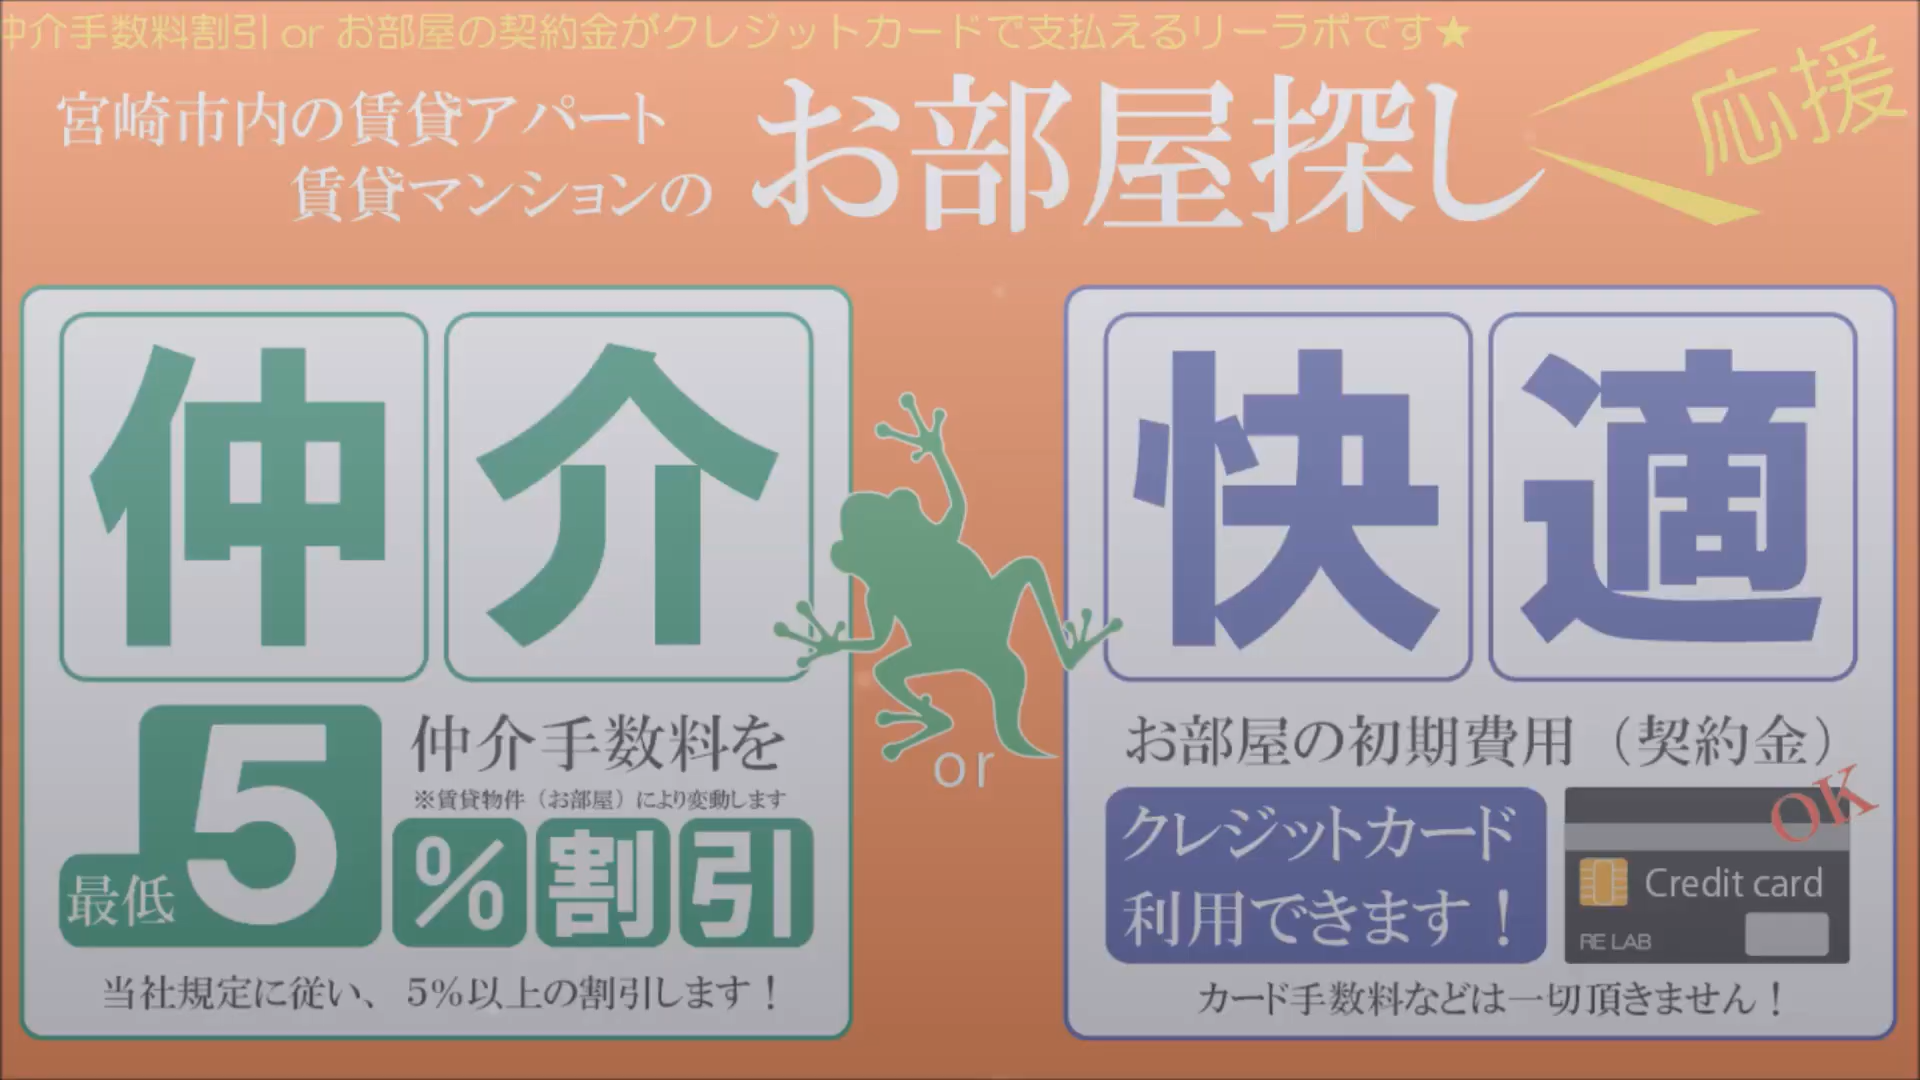 仲介手数料割引 or お部屋の契約金がクレジットカードで支払えるリーラボです★
宮崎市内の賃貸アパート
賃貸マンションの
お部屋探し
応援
仲介
仲介手数料を
※賃貸物件（お部屋）により変動します
最低5%割引
当社規定に従い、5%以上の割引します！
or
快適
お部屋の初期費用（契約金）
クレジットカード
利用できます！
OK
Credit card
RE LAB
カード手数料などは一切頂きません！